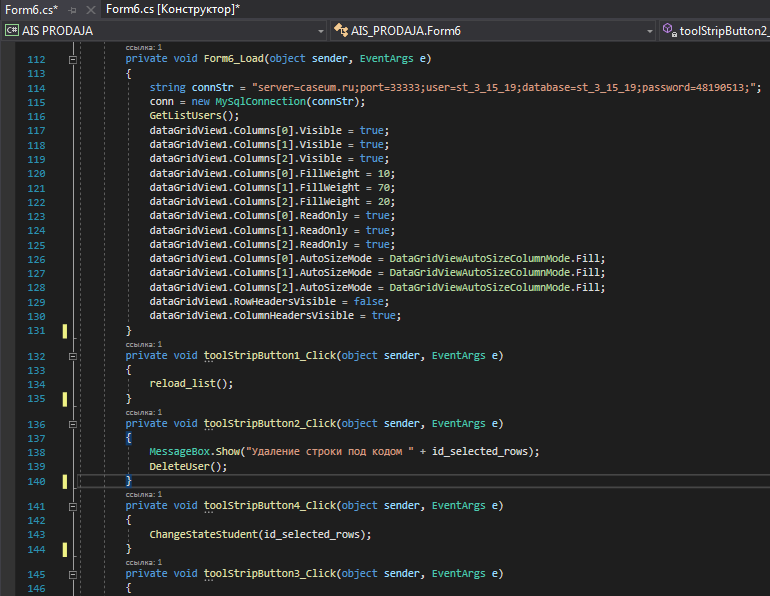 Form6.cs* Form6.cs [Конструктор]*
C# AIS PRODAJA AIS_PRODAJA.Form6 toolStripButton2_
ссылка: 1
112 private void Form6_Load(object sender, EventArgs e)
113 {
114 string connStr = "server=caseum.ru;port=33333;user=st_3_15_19;database=st_3_15_19;password=48190513;";
115 conn = new MySqlConnection(connStr);
116 GetListUsers();
117 dataGridView1.Columns[0].Visible = true;
118 dataGridView1.Columns[1].Visible = true;
119 dataGridView1.Columns[2].Visible = true;
120 dataGridView1.Columns[0].FillWeight = 10;
121 dataGridView1.Columns[1].FillWeight = 70;
122 dataGridView1.Columns[2].FillWeight = 20;
123 dataGridView1.Columns[0].ReadOnly = true;
124 dataGridView1.Columns[1].ReadOnly = true;
125 dataGridView1.Columns[2].ReadOnly = true;
126 dataGridView1.Columns[0].AutoSizeMode = DataGridViewAutoSizeColumnMode.Fill;
127 dataGridView1.Columns[1].AutoSizeMode = DataGridViewAutoSizeColumnMode.Fill;
128 dataGridView1.Columns[2].AutoSizeMode = DataGridViewAutoSizeColumnMode.Fill;
129 dataGridView1.RowHeadersVisible = false;
130 dataGridView1.ColumnHeadersVisible = true;
131 }
ссылка: 1
132 private void toolStripButton1_Click(object sender, EventArgs e)
133 {
134 reload_list();
135 }
ссылка: 1
136 private void toolStripButton2_Click(object sender, EventArgs e)
137 {
138 MessageBox.Show("Удаление строки под кодом " + id_selected_rows);
139 DeleteUser();
140 }
ссылка: 1
141 private void toolStripButton4_Click(object sender, EventArgs e)
142 {
143 ChangeStateStudent(id_selected_rows);
144 }
ссылка: 1
145 private void toolStripButton3_Click(object sender, EventArgs e)
146 {